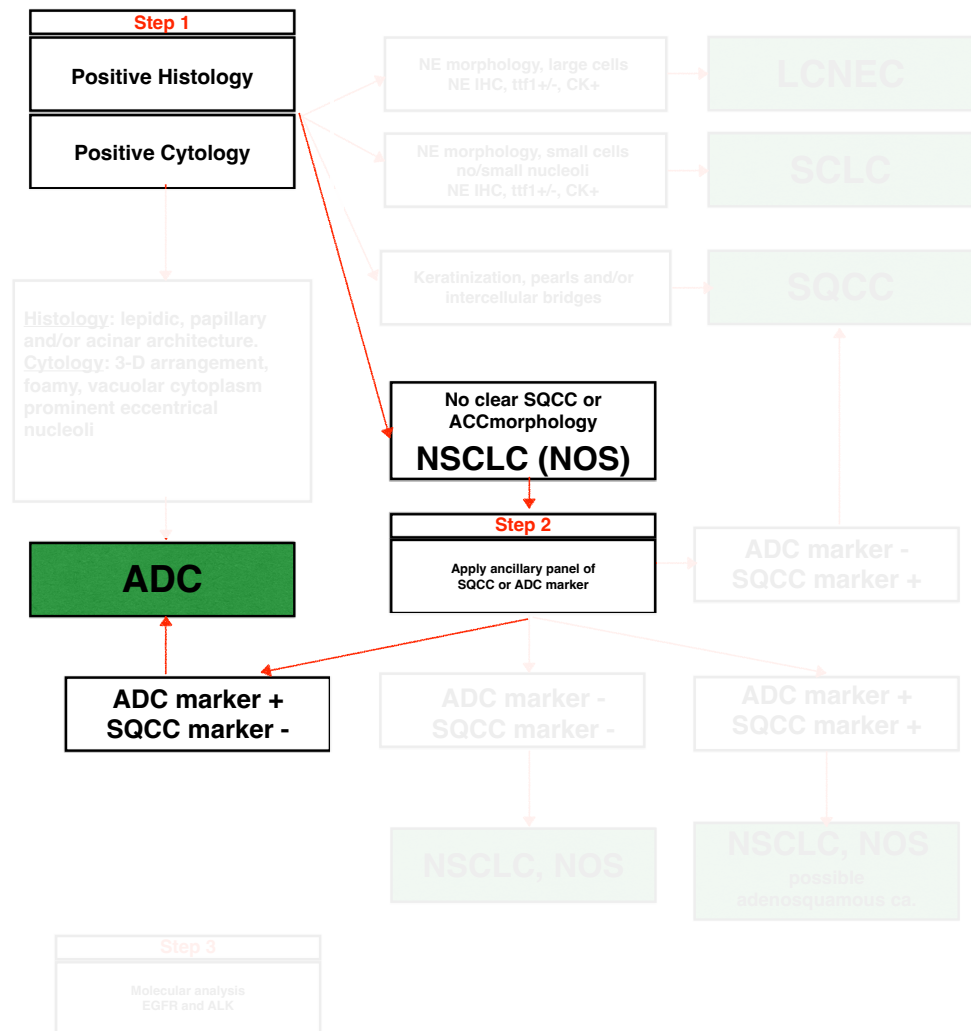 Step 1
Positive Histology
Positive Cytology
NE morphology, large cells
NE IHC, ttf1+/-, CK+
LCNEC
NE morphology, small cells
no/small nucleoli
NE IHC, ttf1+/-, CK+
SCLC
Keratinization, pearls and/or
intercellular bridges
SQCC
Histology: lepidic, papillary
and/or acinar architecture.
Cytology: 3-D arrangement,
foamy, vacuolar cytoplasm
prominent eccentrical
nucleoli
No clear SQCC or
ACCmorphology
NSCLC (NOS)
Step 2
Apply ancillary panel of
SQCC or ADC marker
ADC marker -
SQCC marker +
ADC
ADC marker +
SQCC marker -
ADC marker -
SQCC marker -
ADC marker +
SQCC marker +
NSCLC, NOS
NSCLC, NOS
possible
adenosquamous ca.
Step 3
Molecular analysis
EGFR and ALK